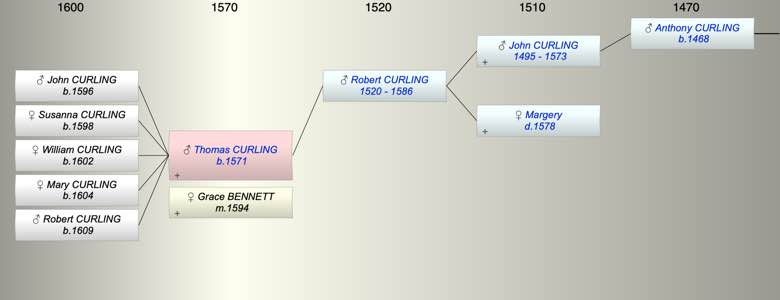 1600 1570 1520 1510 1470
♂ Anthony CURLING
b.1468
♂ John CURLING
1495 - 1573
+
♂ John CURLING
b.1596
♂ Robert CURLING
1520 - 1586
♀ Susanna CURLING
b.1598
♀ Margery
d.1578
+
♀ William CURLING
b.1602
♂ Thomas CURLING
b.1571
+
♀ Mary CURLING
b.1604
♀ Grace BENNETT
m.1594
+
♂ Robert CURLING
b.1609